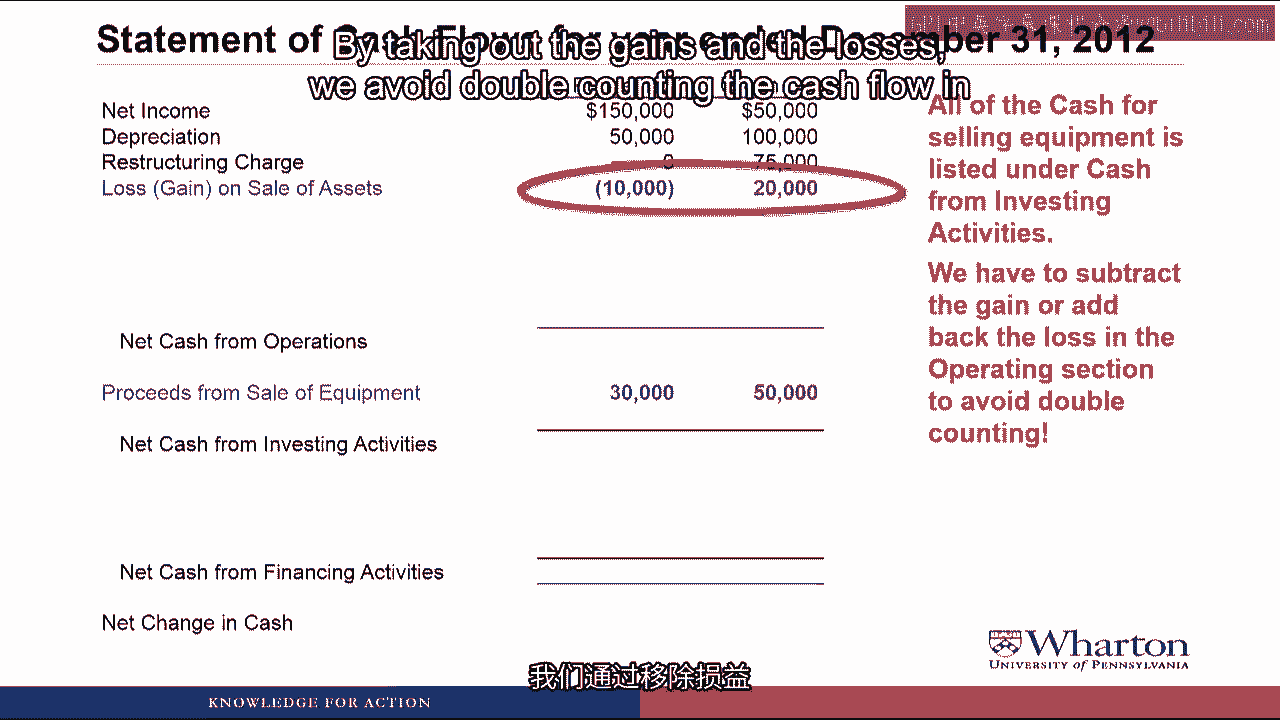 Statement of Cash Flows for year ended December 31, 2012
By taking out the gains and the losses,
we avoid double counting the cash flow in
Net Income $150,000 $50,000
Depreciation 50,000 100,000
Restructuring Charge 0 75,000
Loss (Gain) on Sale of Assets (10,000) 20,000
Net Cash from Operations
Proceeds from Sale of Equipment 30,000 50,000
Net Cash from Investing Activities
Net Cash from Financing Activities
Net Change in Cash
All of the Cash for
selling equipment is
listed under Cash
from Investing
Activities.
We have to subtract
the gain or add
back the loss in the
Operating section
to avoid double
counting!
Wharton
UNIVERSITY of PENNSYLVANIA
我们通过移除损益
KNOWLEDGE FOR ACTION